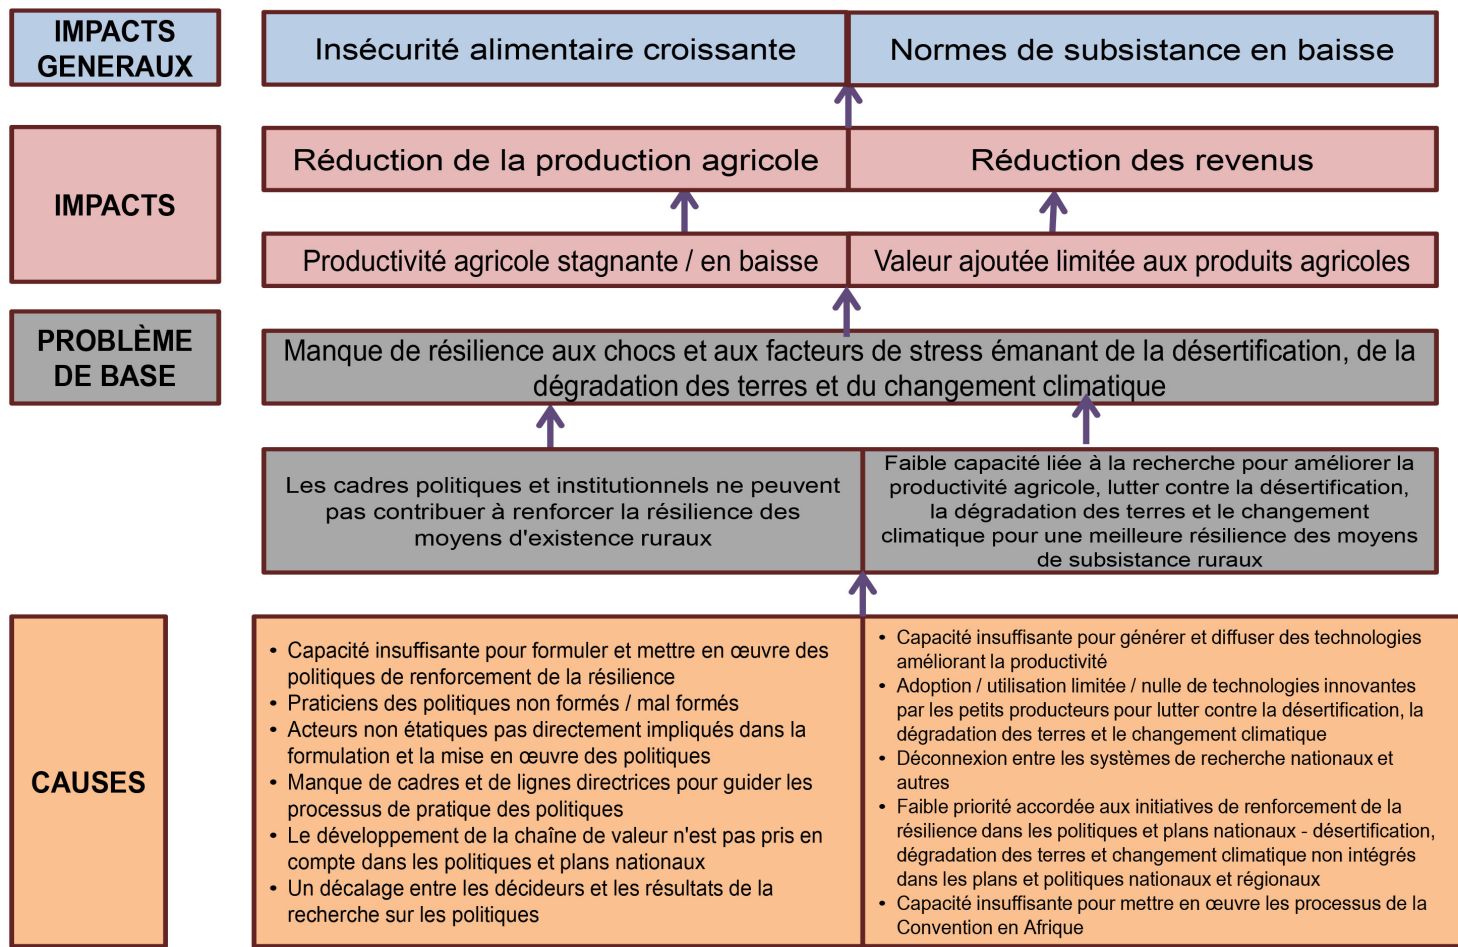 IMPACTS
GENERAUX
Insécurité alimentaire croissante
Normes de subsistance en baisse
IMPACTS
Réduction de la production agricole
Réduction des revenus
Productivité agricole stagnante / en baisse
Valeur ajoutée limitée aux produits agricoles
PROBLÈME
DE BASE
Manque de résilience aux chocs et aux facteurs de stress émanant de la désertification, de la
dégradation des terres et du changement climatique
Les cadres politiques et institutionnels ne peuvent
pas contribuer à renforcer la résilience des
moyens d'existence ruraux
Faible capacité liée à la recherche pour améliorer la
productivité agricole, lutter contre la désertification,
la dégradation des terres et le changement
climatique pour une meilleure résilience des moyens
de subsistance ruraux
CAUSES
• Capacité insuffisante pour formuler et mettre en œuvre des
politiques de renforcement de la résilience
• Praticiens des politiques non formés / mal formés
• Acteurs non étatiques pas directement impliqués dans la
formulation et la mise en œuvre des politiques
• Manque de cadres et de lignes directrices pour guider les
processus de pratique des politiques
• Le développement de la chaîne de valeur n'est pas pris en
compte dans les politiques et plans nationaux
• Un décalage entre les décideurs et les résultats de la
recherche sur les politiques
• Capacité insuffisante pour générer et diffuser des technologies
améliorant la productivité
• Adoption / utilisation limitée / nulle de technologies innovantes
par les petits producteurs pour lutter contre la désertification, la
dégradation des terres et le changement climatique
• Déconnexion entre les systèmes de recherche nationaux et
autres
• Faible priorité accordée aux initiatives de renforcement de la
résilience dans les politiques et plans nationaux - désertification,
dégradation des terres et changement climatique non intégrés
dans les plans et politiques nationaux et régionaux
• Capacité insuffisante pour mettre en œuvre les processus de la
Convention en Afrique